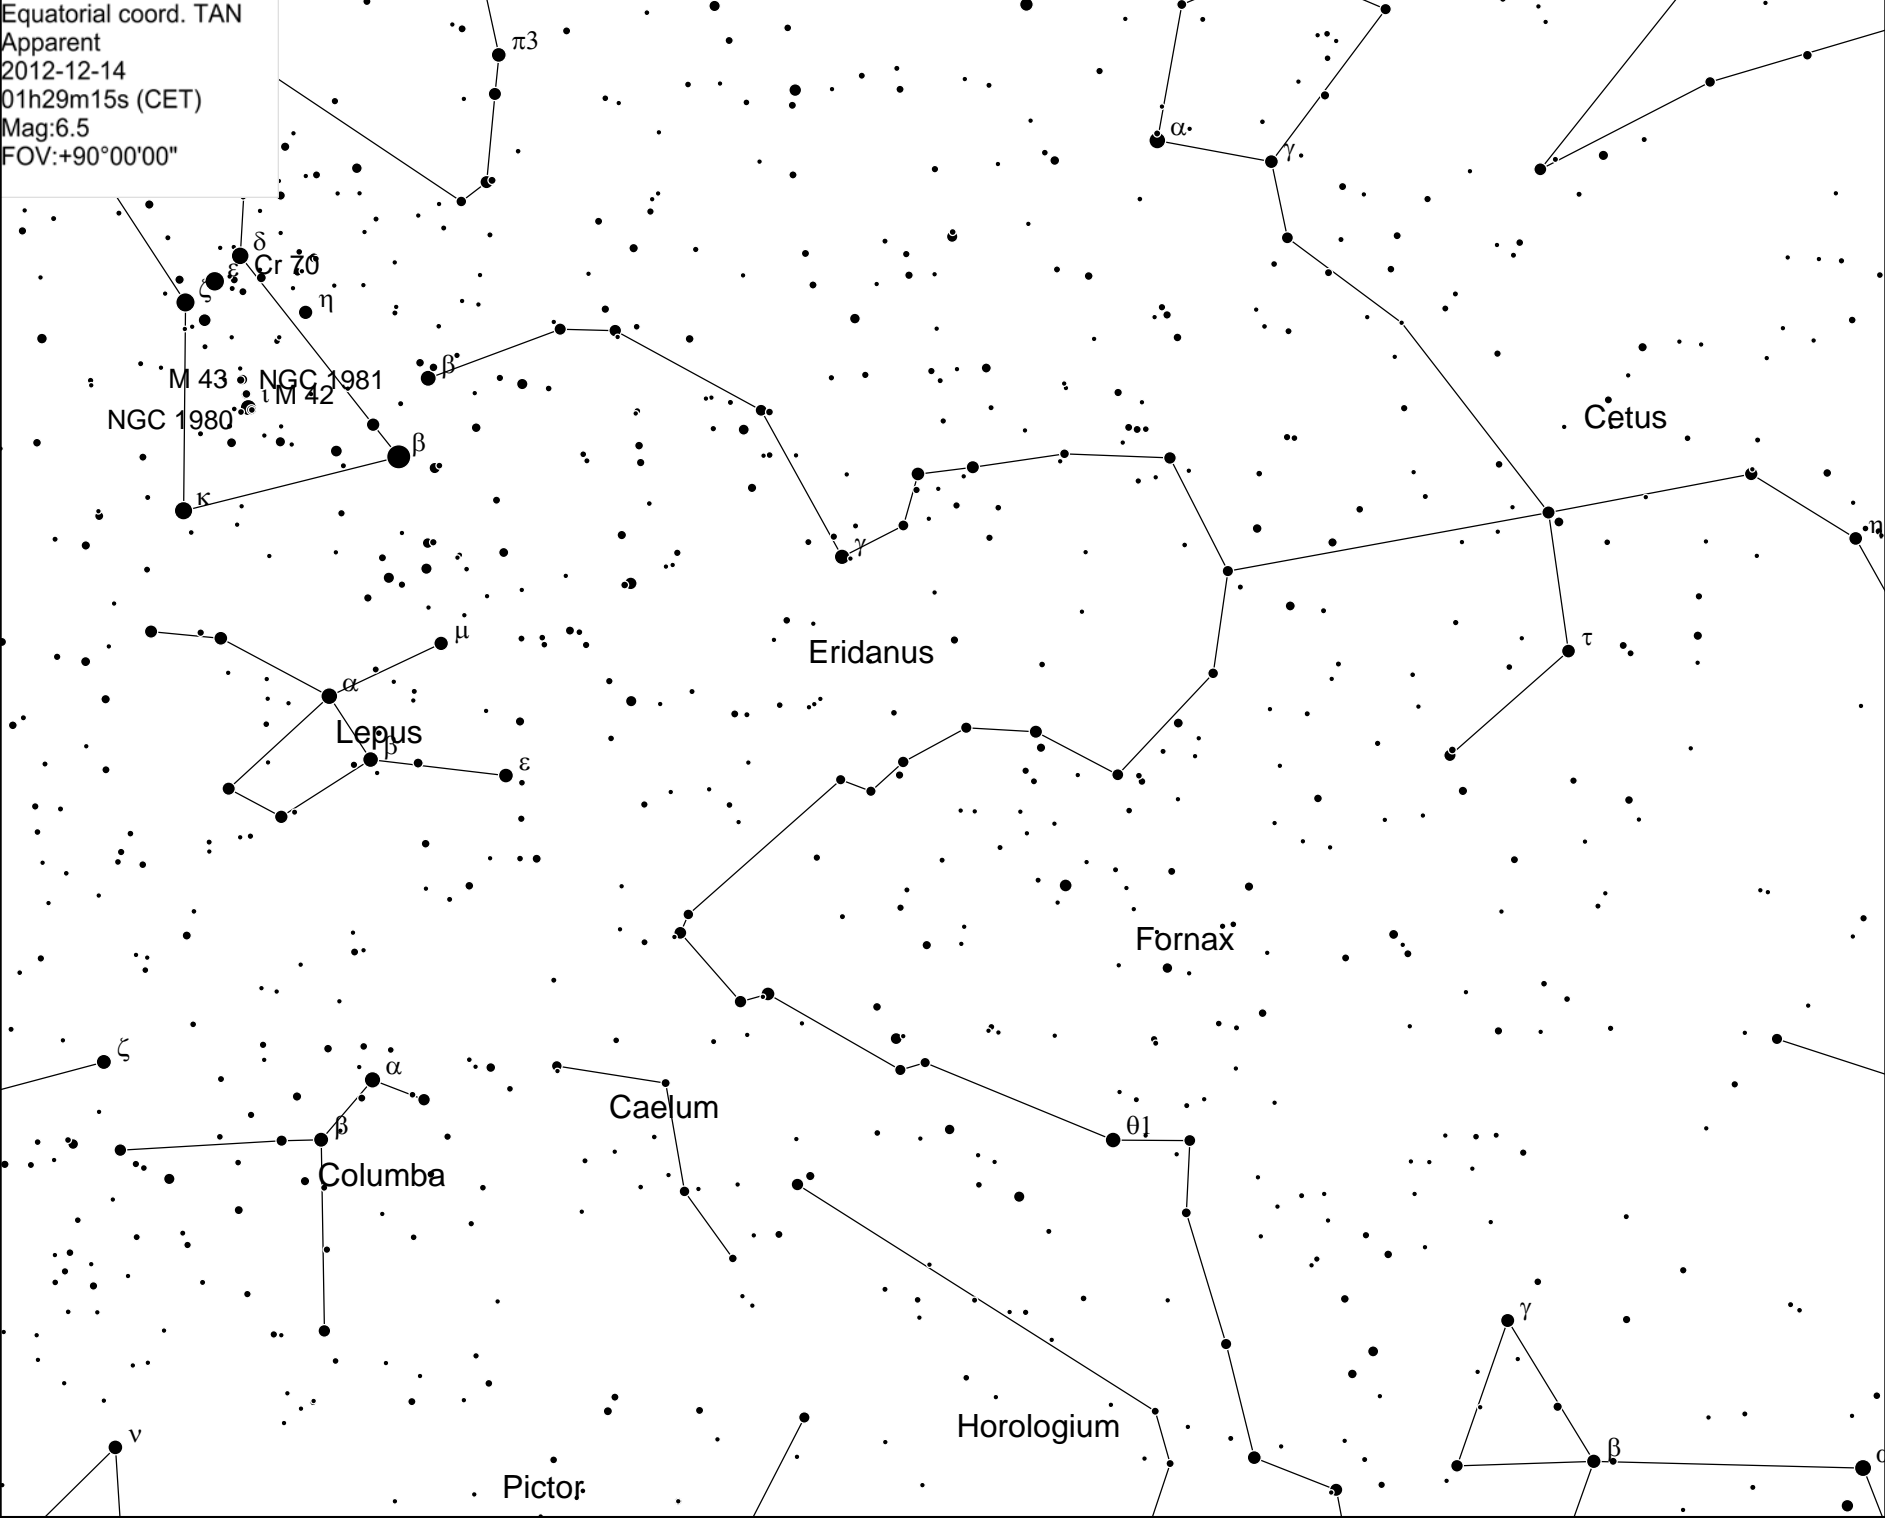 Equatorial coord. TAN
Apparent
2012-12-14
01h29m15s (CET)
Mag:6.5
FOV:+90°00'00"
π3
α
γ
δ
Cr 70
ε
ζ
η
β
M 43
NGC 1981
ι M 42
NGC 1980
β
κ
Cetus
η
γ
μ
Eridanus
τ
α
Lepus
β
ε
Fornax
ζ
α
Caelum
β
θ1
Columba
γ
Horologium
ν
β
α
Pictor